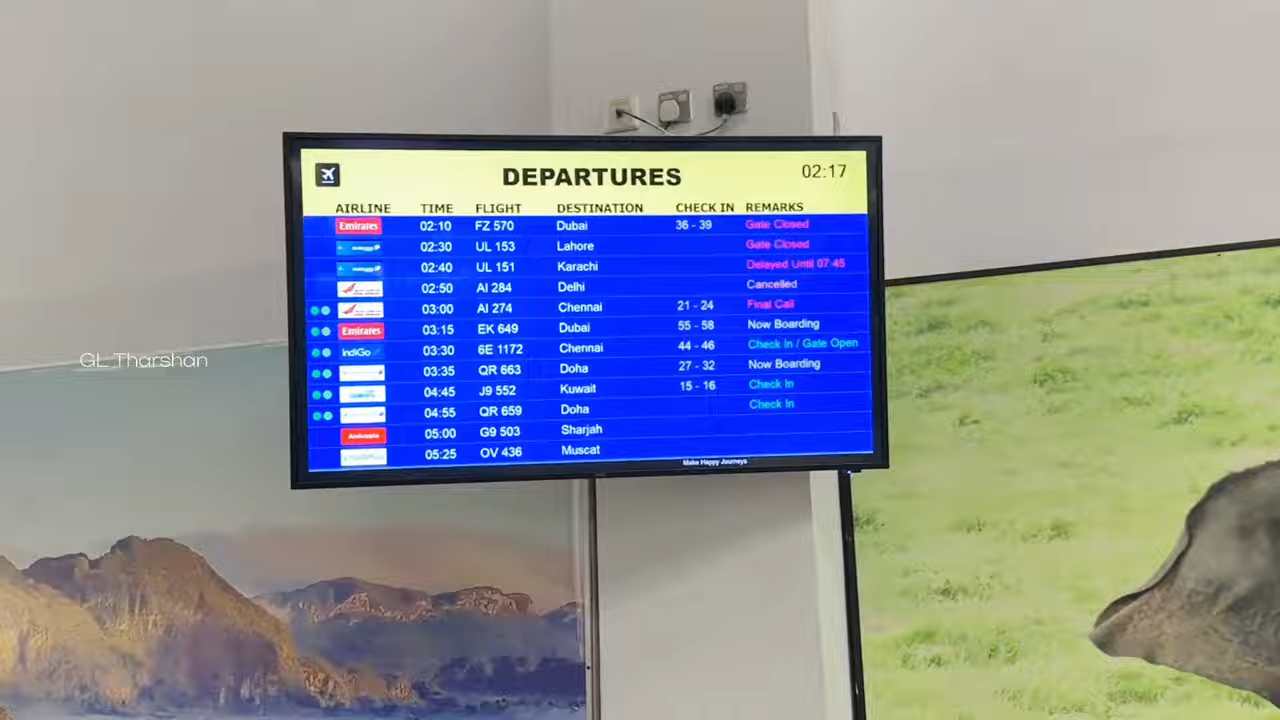 DEPARTURES 02:17
AIRLINE TIME FLIGHT DESTINATION CHECK IN REMARKS
Emirates 02:10 FZ 570 Dubai 36 - 39 Gate Closed
02:30 UL 153 Lahore Gate Closed
02:40 UL 151 Karachi Delayed Until 07:45
02:50 AI 284 Delhi Cancelled
03:00 AI 274 Chennai 21 - 24 Final Call
Emirates 03:15 EK 649 Dubai 55 - 58 Now Boarding
IndiGo 03:30 6E 1172 Chennai 44 - 46 Check In / Gate Open
03:35 QR 663 Doha 27 - 32 Now Boarding
04:45 J9 552 Kuwait 15 - 16 Check In
04:55 QR 659 Doha Check In
05:00 G9 503 Sharjah
05:25 OV 436 Muscat
Make Happy Journeys
GL_Tharshan